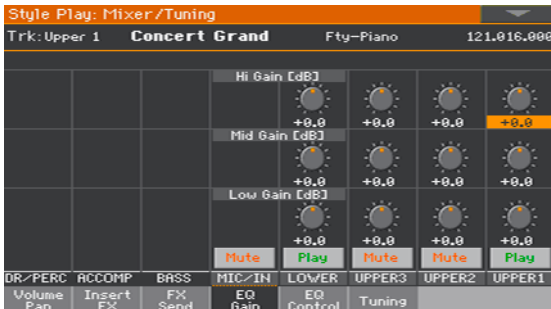 Style Play: Mixer/Tuning
Trk:Upper 1 Concert Grand Fty-Piano 121.016.000
Hi Gain [dB]
+0.0 +0.0 +0.0 +0.0
Mid Gain [dB]
+0.0 +0.0 +0.0 +0.0
Low Gain [dB]
+0.0 +0.0 +0.0 +0.0
Mute Play Mute Mute Play
DR/PERC ACCOMP BASS MIC/IN LOWER UPPER3 UPPER2 UPPER1
Volume Insert FX EQ EQ Tuning
Pan FX Send Gain Control